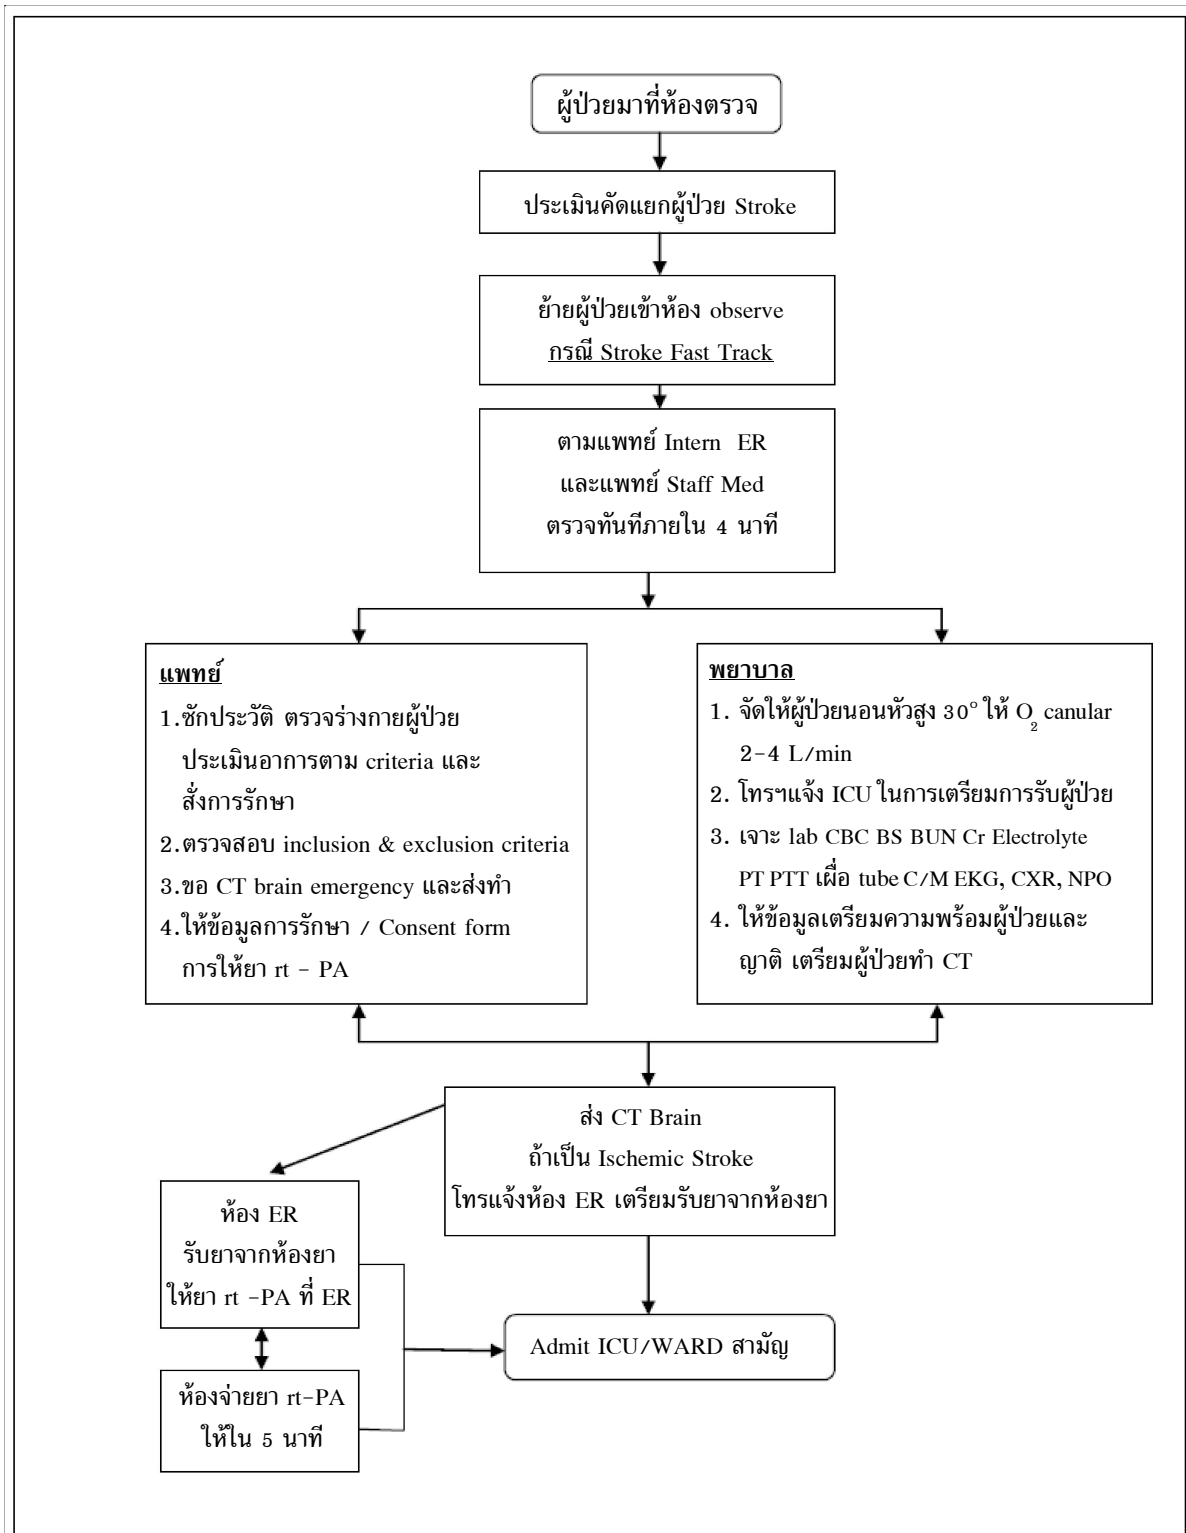 ผู้ป่วยมาที่ห้องตรวจ
ประเมินคัดแยกผู้ป่วย Stroke
ย้ายผู้ป่วยเข้าห้อง observe
กรณี Stroke Fast Track
ตามแพทย์ Intern ER
และแพทย์ Staff Med
ตรวจทันทีภายใน 4 นาที
แพทย์
1.ซักประวัติ ตรวจร่างกายผู้ป่วย
ประเมินอาการตาม criteria และ
สั่งการรักษา
2.ตรวจสอบ inclusion & exclusion criteria
3.ขอ CT brain emergency และส่งทำ
4.ให้ข้อมูลการรักษา / Consent form
การให้ยา rt - PA
พยาบาล
1. จัดให้ผู้ป่วยนอนหัวสูง 30° ให้ O₂ canular
2-4 L/min
2. โทรฯแจ้ง ICU ในการเตรียมการรับผู้ป่วย
3. เจาะ lab CBC BS BUN Cr Electrolyte
PT PTT เผื่อ tube C/M EKG, CXR, NPO
4. ให้ข้อมูลเตรียมความพร้อมผู้ป่วยและ
ญาติ เตรียมผู้ป่วยทำ CT
ส่ง CT Brain
ถ้าเป็น Ischemic Stroke
โทรแจ้งห้อง ER เตรียมรับยาจากห้องยา
ห้อง ER
รับยาจากห้องยา
ให้ยา rt -PA ที่ ER
ห้องจ่ายยา rt-PA
ให้ใน 5 นาที
Admit ICU/WARD สามัญ